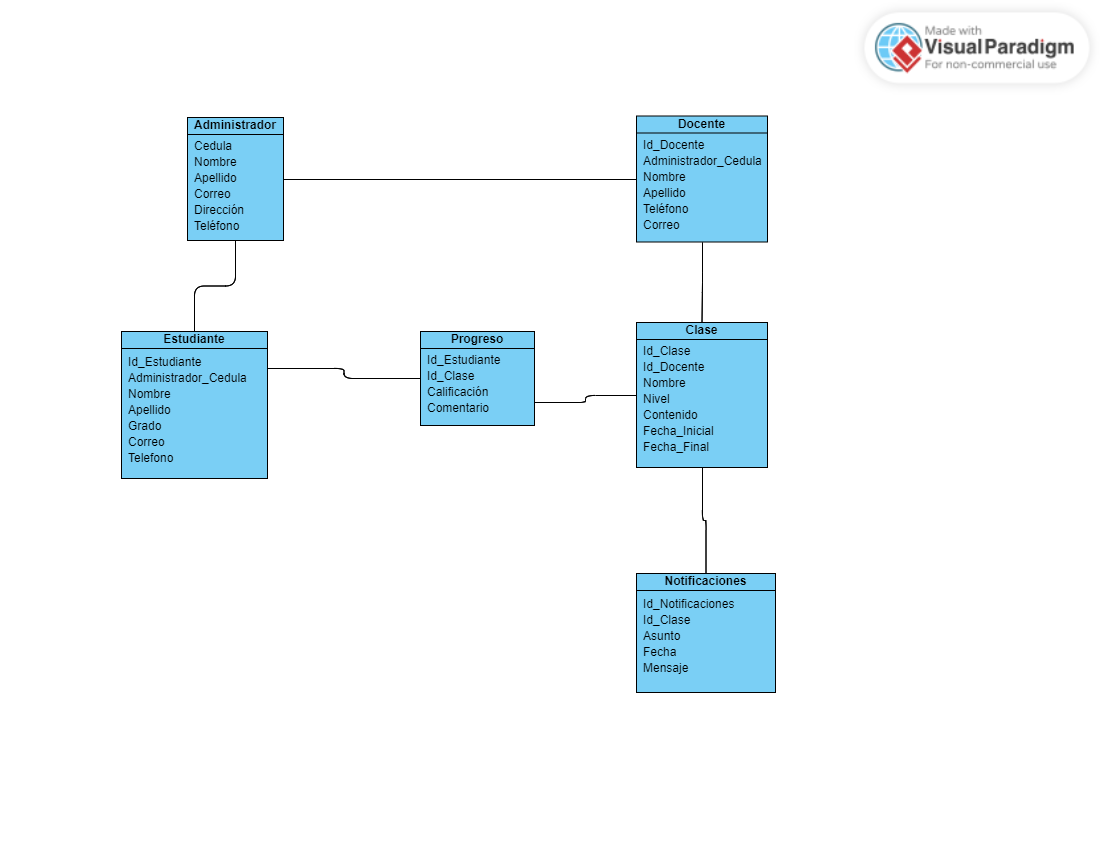 Made with
Visual Paradigm
For non-commercial use
Administrador
Cedula
Nombre
Apellido
Correo
Dirección
Teléfono
Docente
Id_Docente
Administrador_Cedula
Nombre
Apellido
Teléfono
Correo
Estudiante
Id_Estudiante
Administrador_Cedula
Nombre
Apellido
Grado
Correo
Telefono
Progreso
Id_Estudiante
Id_Clase
Calificación
Comentario
Clase
Id_Clase
Id_Docente
Nombre
Nivel
Contenido
Fecha_Inicial
Fecha_Final
Notificaciones
Id_Notificaciones
Id_Clase
Asunto
Fecha
Mensaje